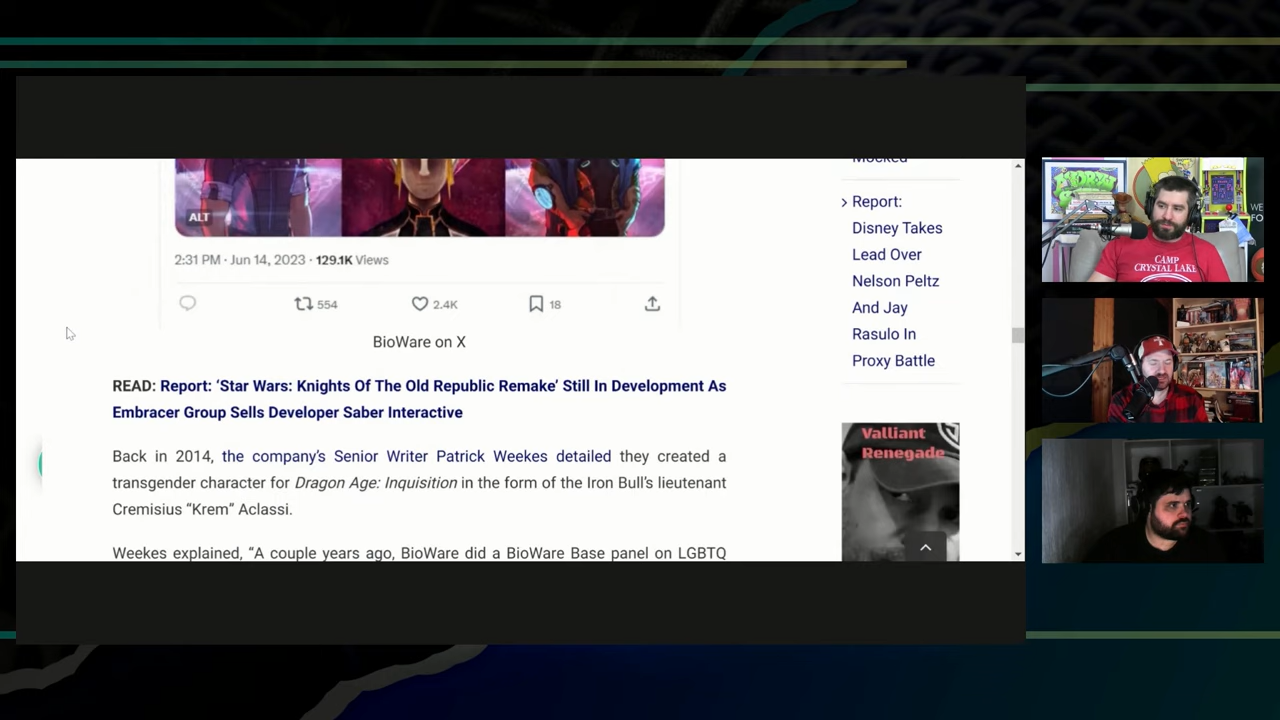 ALT
2:31 PM · Jun 14, 2023 · 129.1K Views
554
2.4K
18
BioWare on X
READ: Report: ‘Star Wars: Knights Of The Old Republic Remake’ Still In Development As
Embracer Group Sells Developer Saber Interactive
Back in 2014, the company’s Senior Writer Patrick Weekes detailed they created a
transgender character for Dragon Age: Inquisition in the form of the Iron Bull’s lieutenant
Cremisius “Krem” Aclassi.
Weekes explained, “A couple years ago, BioWare did a BioWare Base panel on LGBTQ
Mocked
Report:
Disney Takes
Lead Over
Nelson Peltz
And Jay
Rasulo In
Proxy Battle
Valliant
Renegade
WE
FO
CAMP
CRYSTAL LAKE